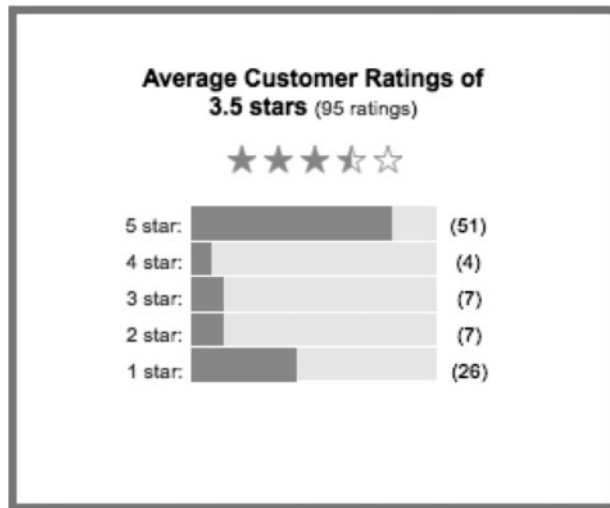 Average Customer Ratings of
3.5 stars (95 ratings)
5 star: (51)
4 star: (4)
3 star: (7)
2 star: (7)
1 star: (26)